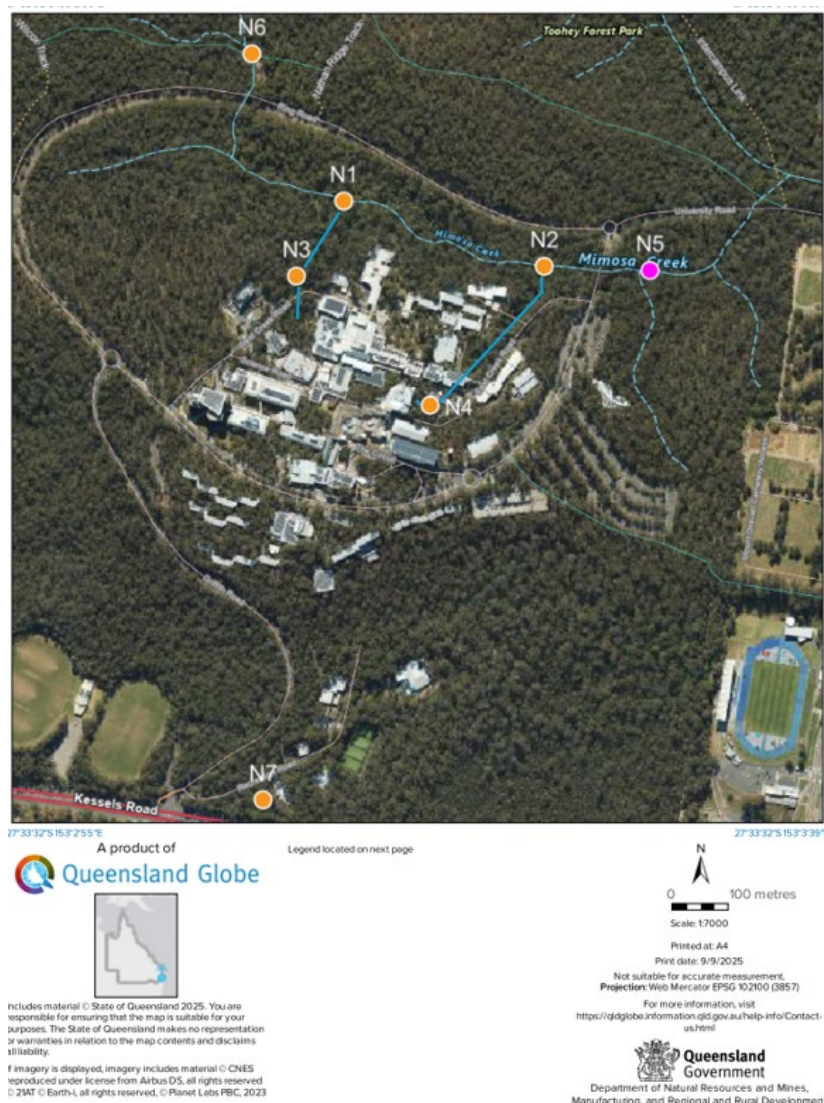 N6
Toohey Forest Park
Nathan Ridge Track
Intercampus Link
Ring Road
N1
University Road
N3
Mimosa Creek
N2
Mimosa Creek
N5
N4
N7
Kessels Road
27°33'32"S 153°2'55"E
27°33'32"S 153°3'39"
A product of
Queensland Globe
Legend located on next page
N
0 100 metres
Scale: 1:7000
Printed at: A4
Print date: 9/9/2025
Not suitable for accurate measurement.
Projection: Web Mercator EPSG 102100 (3857)
For more information, visit
https://qldglobe.information.qld.gov.au/help-info/Contact-
us.html
includes material © State of Queensland 2025. You are
responsible for ensuring that the map is suitable for your
purposes. The State of Queensland makes no representation
or warranties in relation to the map contents and disclaims
all liability.
f imagery is displayed, imagery includes material © CNES
reproduced under license from Airbus DS, all rights reserved
© 21AT © Earth-i, all rights reserved, © Planet Labs PBC, 2023
Queensland
Government
Department of Natural Resources and Mines,
Manufacturing, and Regional and Rural Development